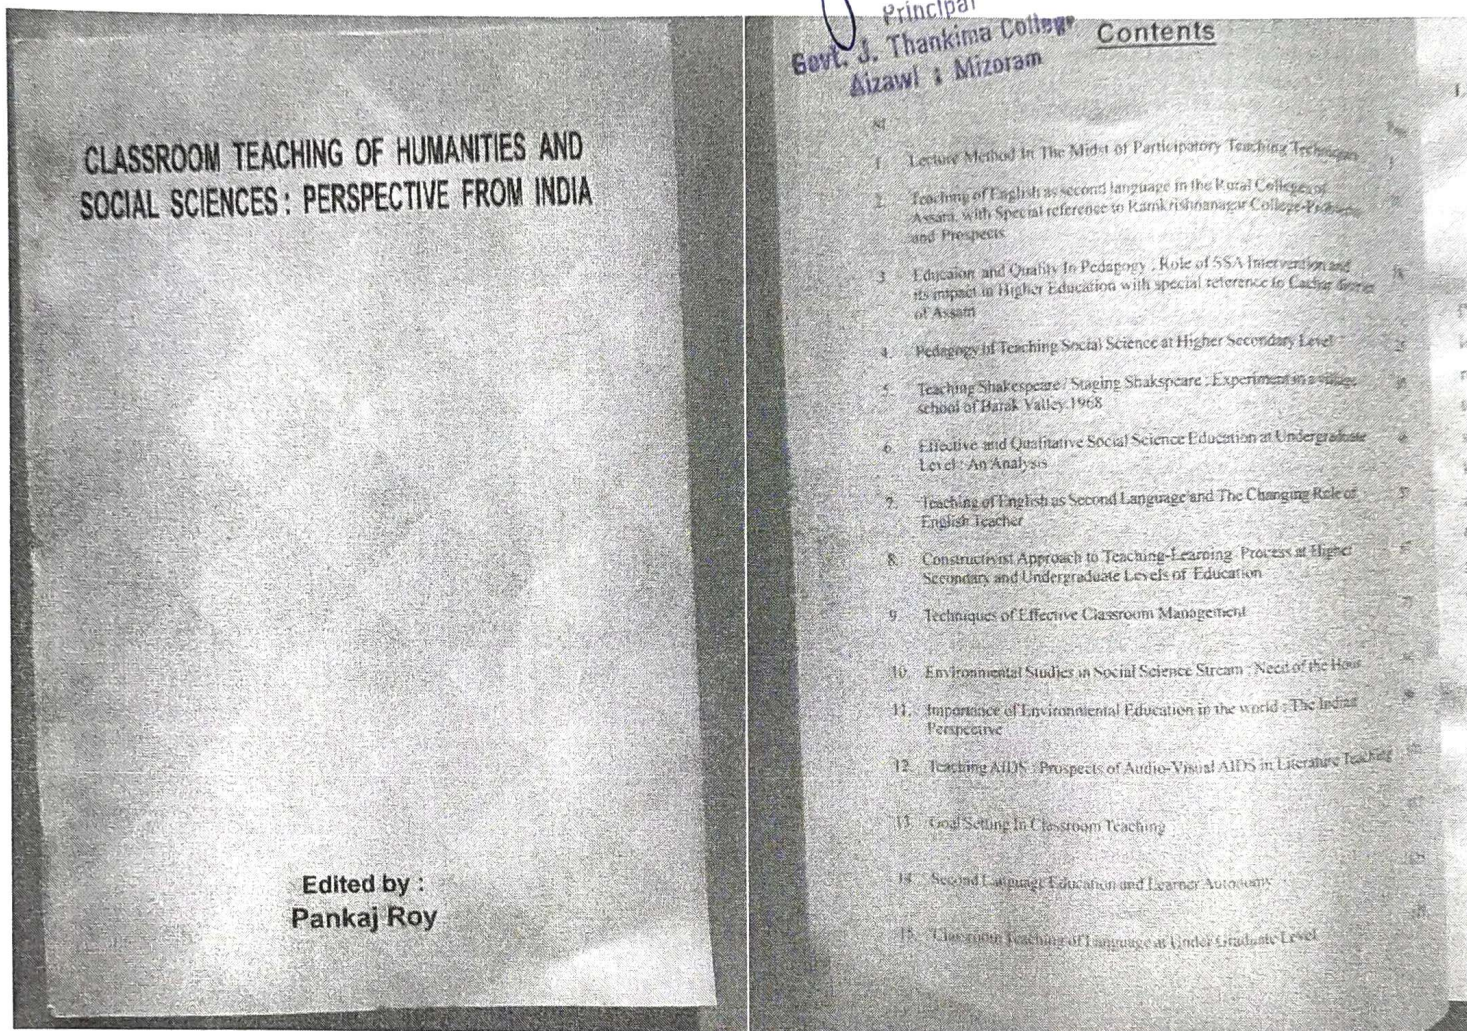 CLASSROOM TEACHING OF HUMANITIES AND
SOCIAL SCIENCES : PERSPECTIVE FROM INDIA
Edited by :
Pankaj Roy
Principal
Govt. J. Thankima College
Aizawl : Mizoram
Contents
1. Lecture Method In The Midst of Participatory Teaching Techniques
2. Teaching of English as second language in the Rural Colleges of
Assam, with Special reference to Ramkrishnanagar College-Problems
and Prospects
3. Educaion and Quality In Pedagogy : Role of SSA Intervention and
its impact in Higher Education with special reference to Cachar
of Assam
4. Pedagogy of Teaching Social Science at Higher Secondary Level
5. Teaching Shakespeare / Staging Shakspeare : Experiment in a village
school of Barak Valley.1968
6. Effective and Qualitative Social Science Education at Undergraduate
Level : An Analysis
7. Teaching of English as Second Language and The Changing Role of
English Teacher
8. Constructivist Approach to Teaching-Learning Process at Higher
Secondary and Undergraduate Levels of Education
9. Techniques of Effective Classroom Management
10. Environmental Studies in Social Science Stream : Need of the Hour
11. Importance of Environmental Education in the world : The Indian
Perspective
12. Teaching AIDS : Prospects of Audio-Visual AIDS in Literature Teaching
13. Goal Setting In Classroom Teaching
14. Second Language Education and Learner Autonomy
15. Classroom Teaching of Language at Under Graduate Level